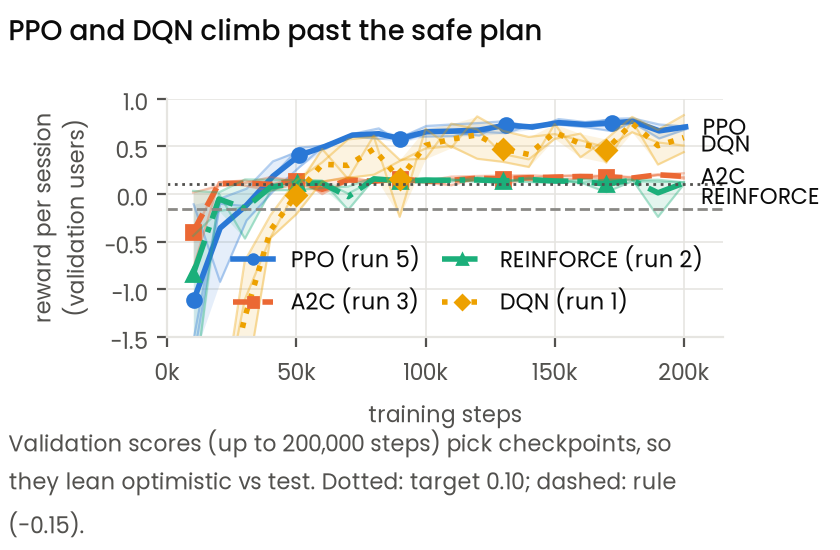 PPO and DQN climb past the safe plan
reward per session
(validation users)
1.0
0.5
0.0
−0.5
−1.0
−1.5
PPO
DQN
A2C
REINFORCE
PPO (run 5)
REINFORCE (run 2)
A2C (run 3)
DQN (run 1)
0k
50k
100k
150k
200k
training steps
Validation scores (up to 200,000 steps) pick checkpoints, so
they lean optimistic vs test. Dotted: target 0.10; dashed: rule
(−0.15).